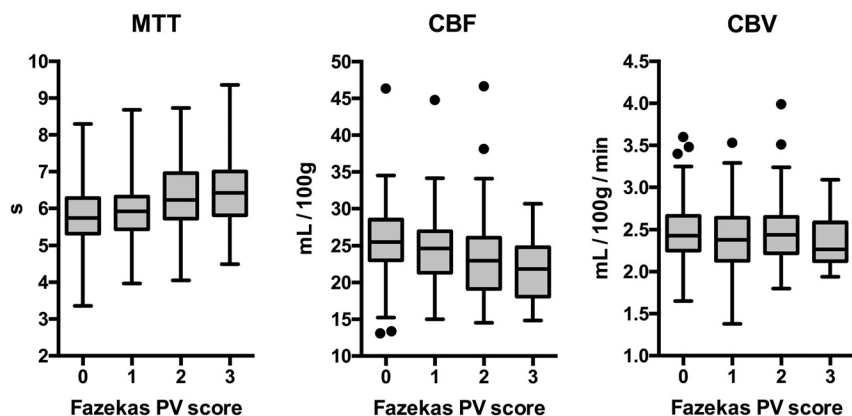 MTT
s
10
9
8
7
6
5
4
3
2
0 1 2 3
Fazekas PV score
CBF
mL / 100g
50
45
40
35
30
25
20
15
10
0 1 2 3
Fazekas PV score
CBV
mL / 100g / min
4.5
4.0
3.5
3.0
2.5
2.0
1.5
1.0
0 1 2 3
Fazekas PV score